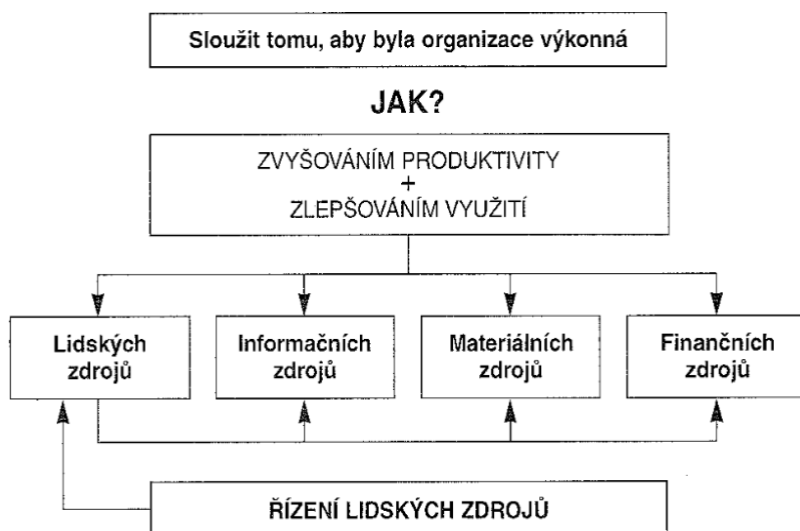 Sloužit tomu, aby byla organizace výkonná
JAK?
ZVYŠOVÁNÍM PRODUKTIVITY
+
ZLEPŠOVÁNÍM VYUŽITÍ
Lidských
zdrojů
Informačních
zdrojů
Materiálních
zdrojů
Finančních
zdrojů
ŘÍZENÍ LIDSKÝCH ZDROJŮ